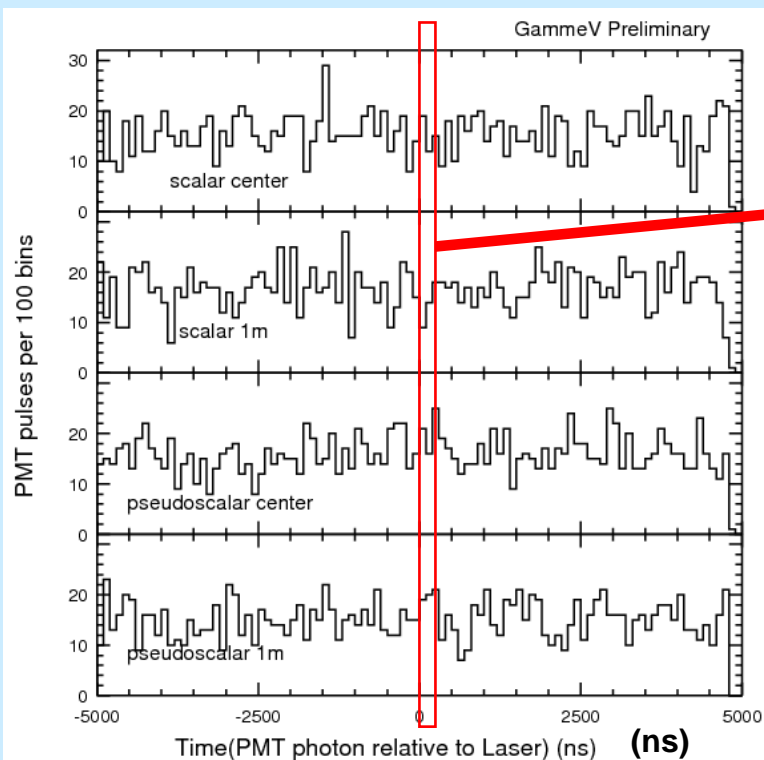 GammeV Preliminary
30
20
10
0
scalar center
20
10
0
scalar 1m
20
10
0
pseudoscalar center
20
10
0
pseudoscalar 1m
PMT pulses per 100 bins
-5000
-2500
0
2500
5000
Time(PMT photon relative to Laser) (ns)
(ns)